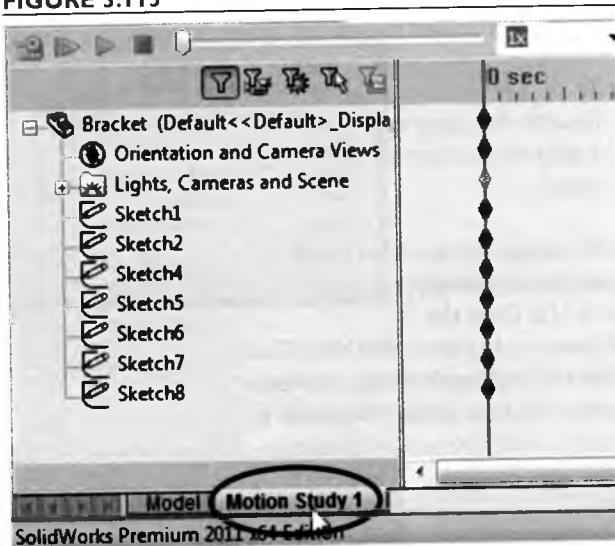 FIGURE 3.115
1x
0 sec
Bracket (Default<<Default>_Displa
Orientation and Camera Views
Lights, Cameras and Scene
Sketch1
Sketch2
Sketch4
Sketch5
Sketch6
Sketch7
Sketch8
Model Motion Study 1
SolidWorks Premium 2011 x64 Edition